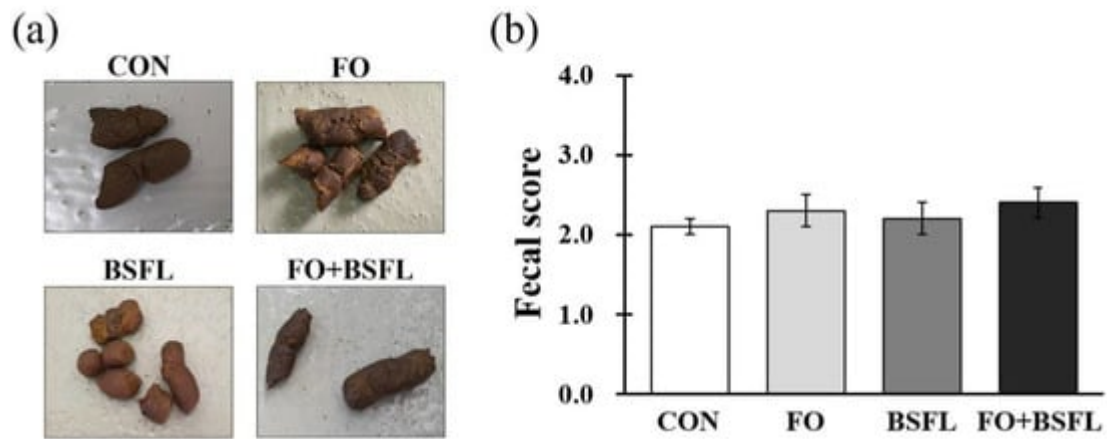 (a)
CON
FO
BSFL
FO+BSFL
(b)
Fecal score
4.0
3.0
2.0
1.0
0.0
CON
FO
BSFL
FO+BSFL